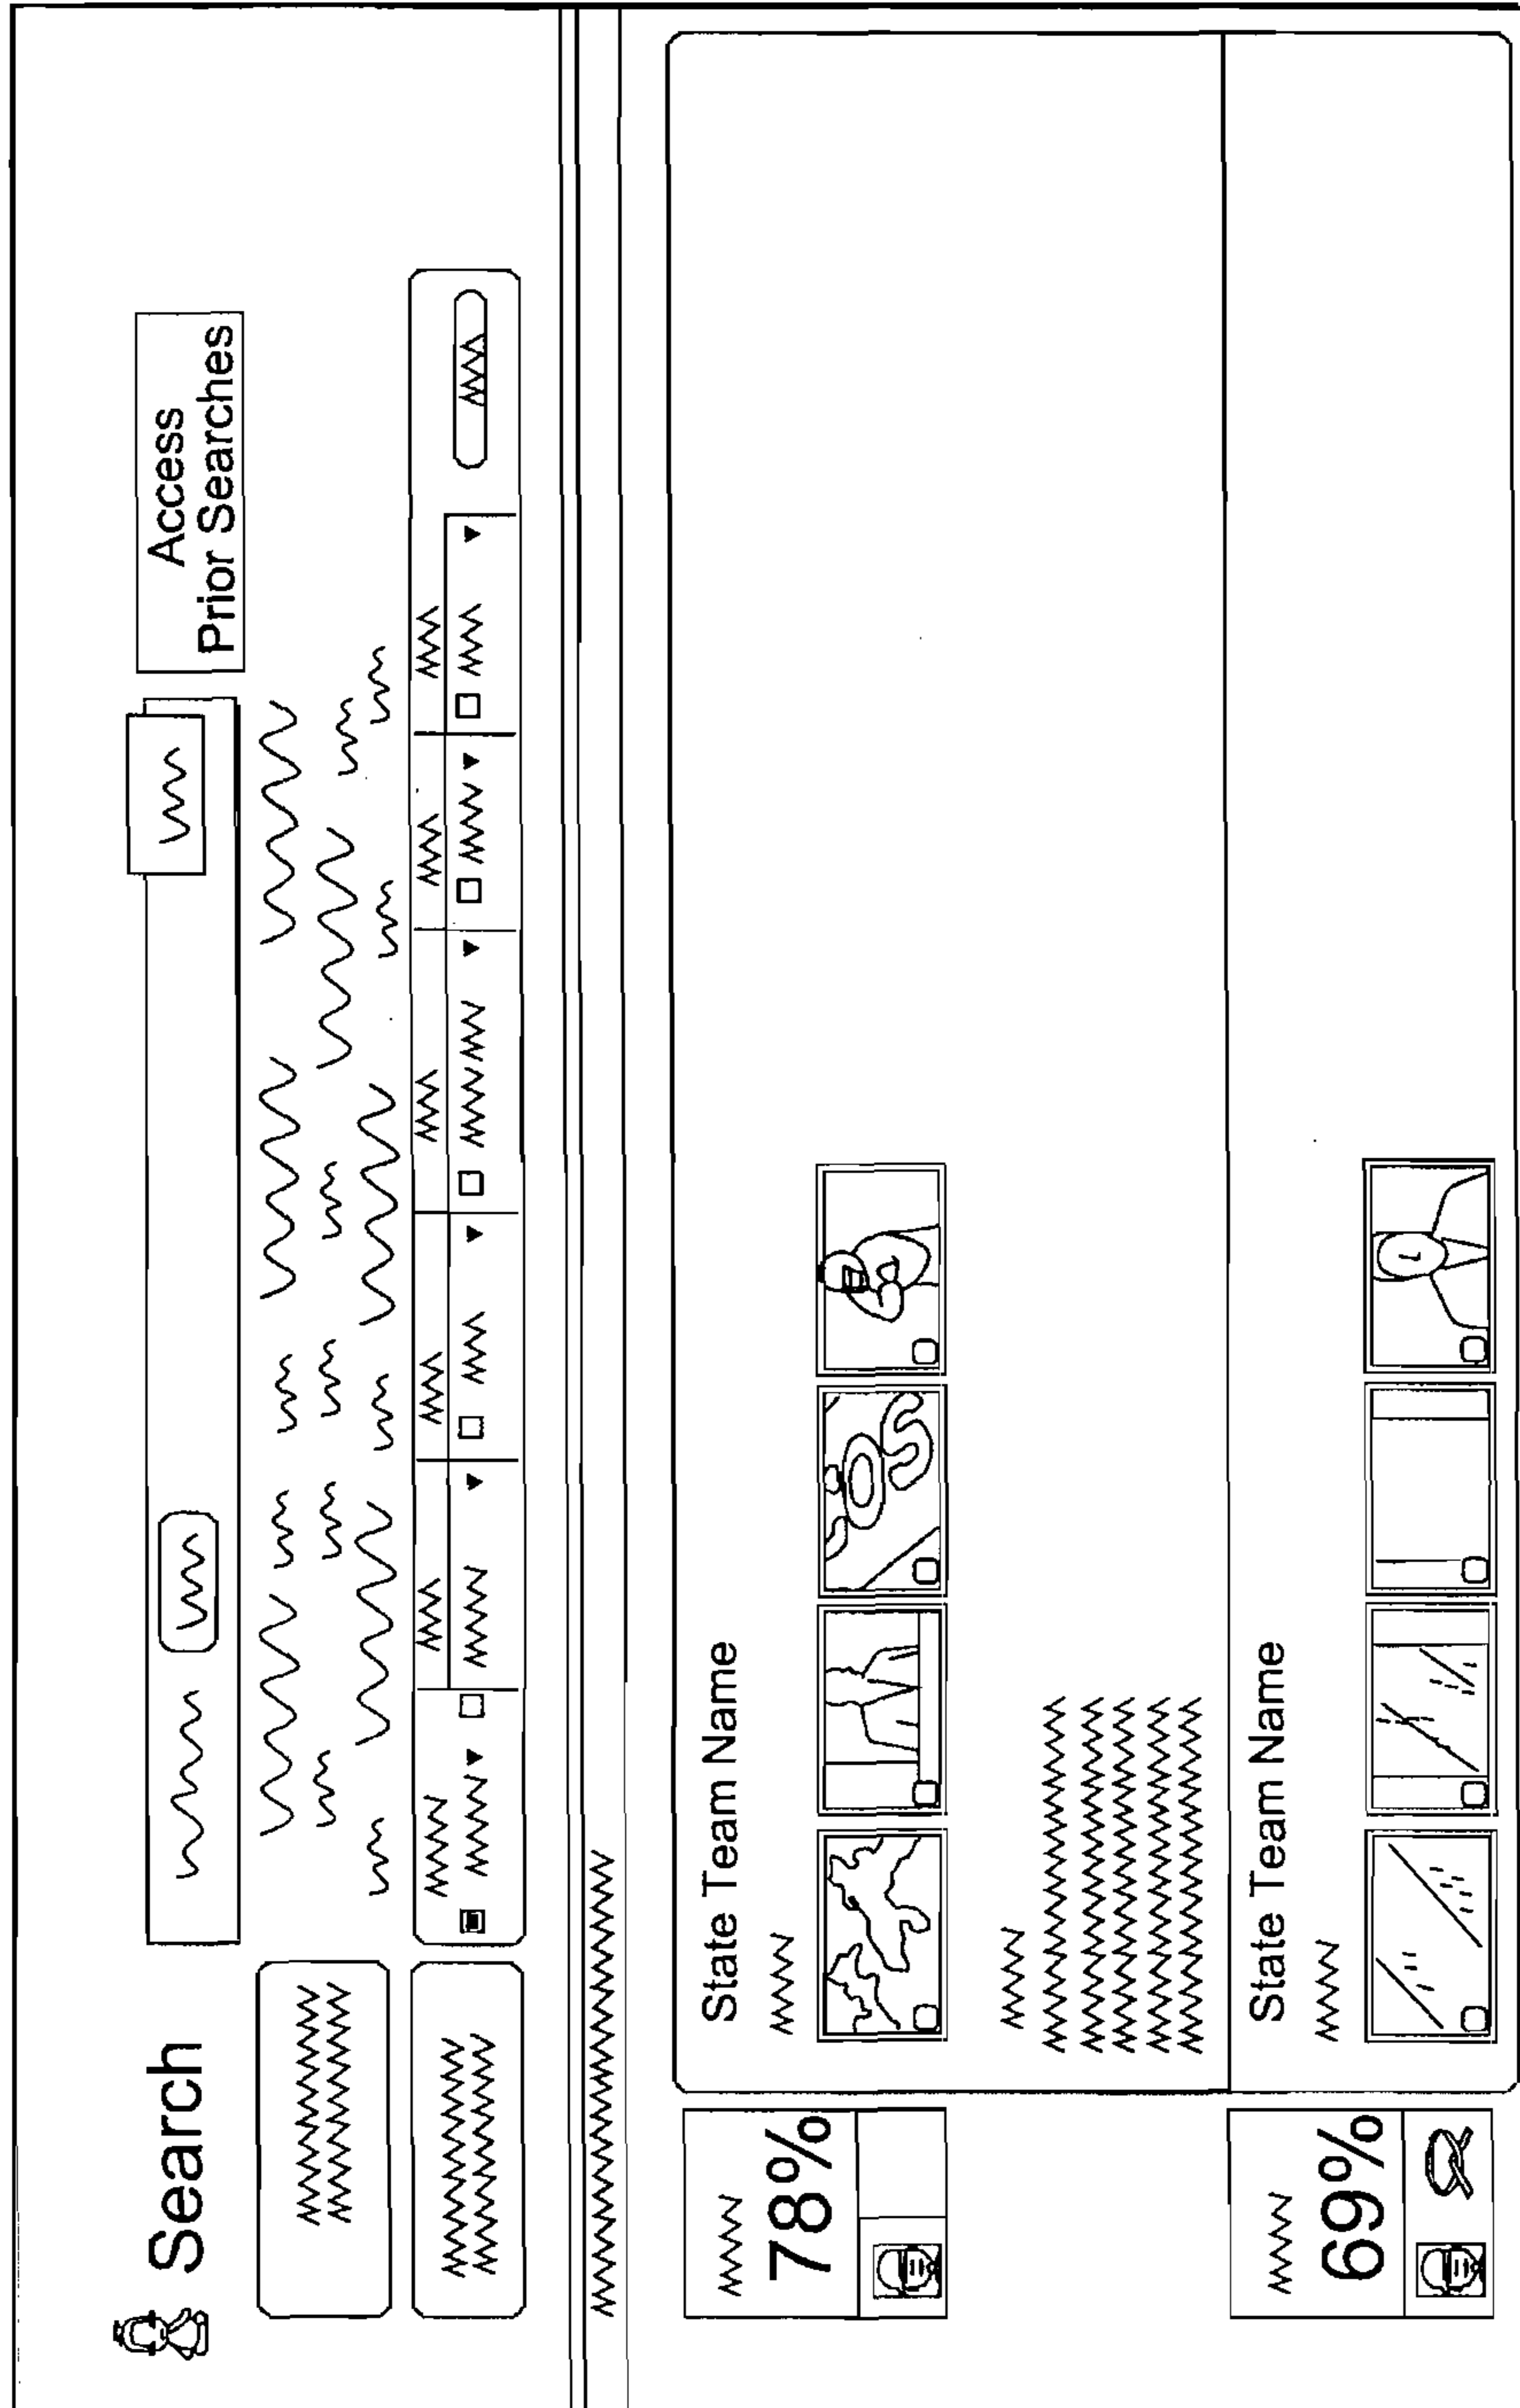 Search
Access
Prior Searches
78%
State Team Name
69%
State Team Name